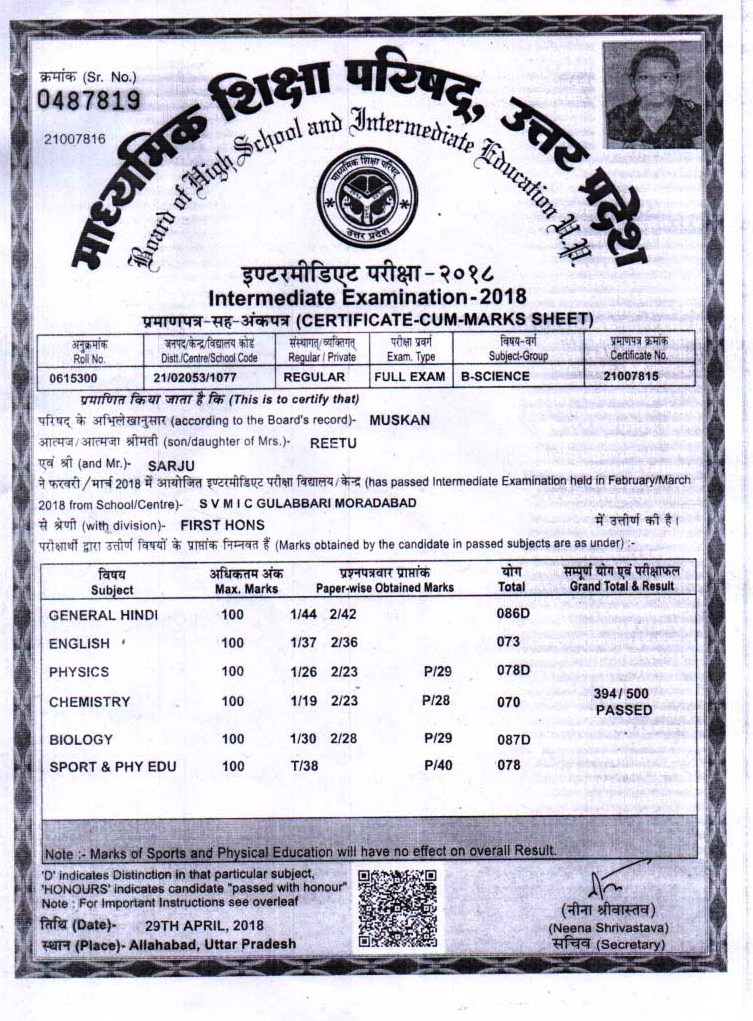 क्रमांक (Sr. No.)
0487819
21007816
माध्यमिक शिक्षा परिषद्, उत्तर प्रदेश
Board of High School and Intermediate Education U.P.
माध्यमिक शिक्षा परिषद
उत्तर प्रदेश
इण्टरमीडिएट परीक्षा-२०१८
Intermediate Examination-2018
प्रमाणपत्र-सह-अंकपत्र (CERTIFICATE-CUM-MARKS SHEET)
अनुक्रमांक जनपद/केन्द्र/विद्यालय कोड संस्थागत/व्यक्तिगत परीक्षा प्रवर्ग विषय-वर्ग प्रमाणपत्र क्रमांक
Roll No. Distt./Centre/School Code Regular / Private Exam. Type Subject-Group Certificate No.
0615300 21/02053/1077 REGULAR FULL EXAM B-SCIENCE 21007815
प्रमाणित किया जाता है कि (This is to certify that)
परिषद के अभिलेखानुसार (according to the Board's record)- MUSKAN
आत्मज/आत्मजा श्रीमती (son/daughter of Mrs.)- REETU
एवं श्री (and Mr.)- SARJU
ने फरवरी/मार्च 2018 में आयोजित इण्टरमीडिएट परीक्षा विद्यालय/केन्द्र (has passed Intermediate Examination held in February/March
2018 from School/Centre)- S V M I C GULABBARI MORADABAD
से श्रेणी (with division)- FIRST HONS में उत्तीर्ण की है।
परीक्षार्थी द्वारा उत्तीर्ण विषयों के प्राप्तांक निम्नवत हैं (Marks obtained by the candidate in passed subjects are as under) :-
विषय अधिकतम अंक प्रश्नपत्रवार प्राप्तांक योग सम्पूर्ण योग एवं परीक्षाफल
Subject Max. Marks Paper-wise Obtained Marks Total Grand Total & Result
GENERAL HINDI 100 1/44 2/42 086D
ENGLISH 100 1/37 2/36 073
PHYSICS 100 1/26 2/23 P/29 078D
CHEMISTRY 100 1/19 2/23 P/28 070 394/ 500
PASSED
BIOLOGY 100 1/30 2/28 P/29 087D
SPORT & PHY EDU 100 T/38 P/40 078
Note :- Marks of Sports and Physical Education will have no effect on overall Result.
'D' indicates Distinction in that particular subject,
'HONOURS' indicates candidate "passed with honour"
Note : For Important Instructions see overleaf
तिथि (Date)- 29TH APRIL, 2018
स्थान (Place)- Allahabad, Uttar Pradesh
(नीना श्रीवास्तव)
(Neena Shrivastava)
सचिव (Secretary)